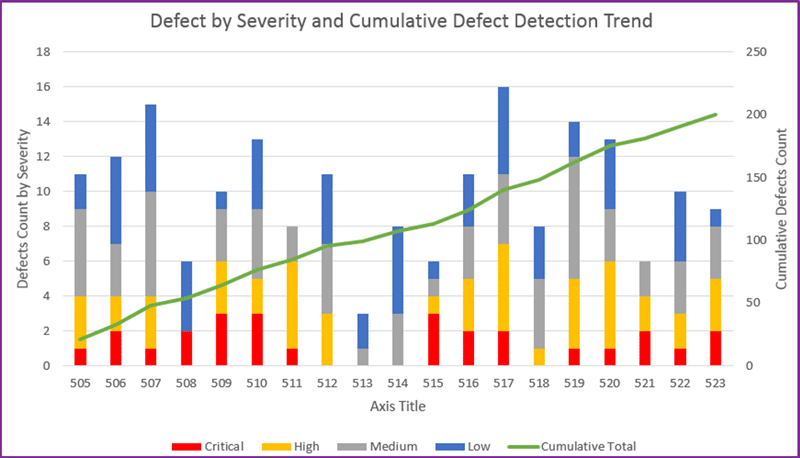 Defect by Severity and Cumulative Defect Detection Trend
18
16
14
12
10
8
6
4
2
0
Defects Count by Severity
250
200
150
100
50
0
Cumulative Defects Count
505 506 507 508 509 510 511 512 513 514 515 516 517 518 519 520 521 522 523
Axis Title
Critical High Medium Low Cumulative Total